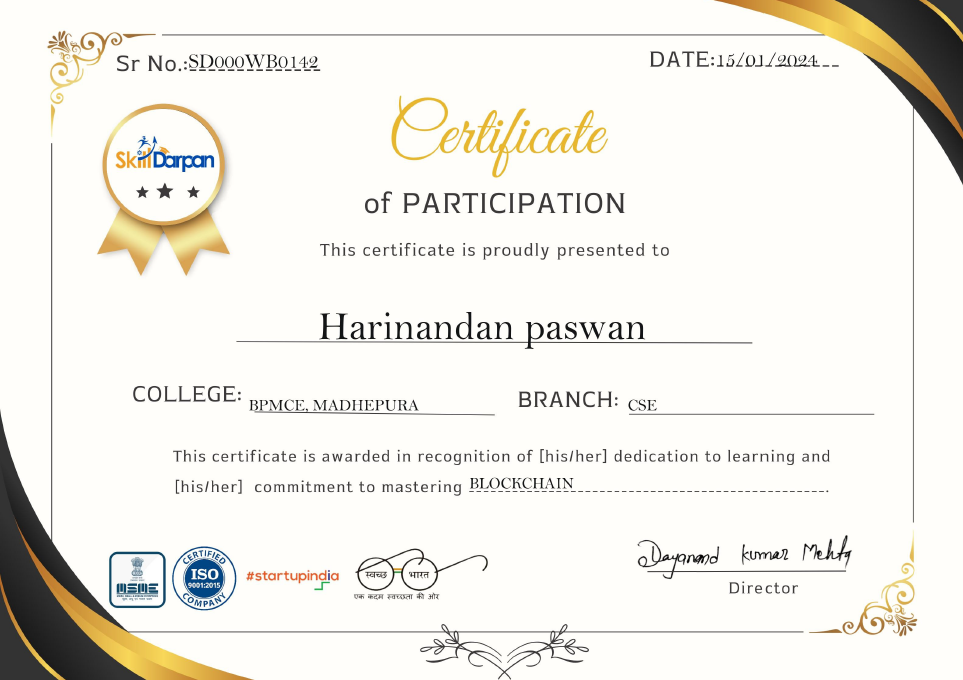 Sr No.:SD000WB0142
DATE:15/01/2024
SkillDarpan
Certificate
of PARTICIPATION
This certificate is proudly presented to
Harinandan paswan
COLLEGE: BPMCE, MADHEPURA
BRANCH: CSE
This certificate is awarded in recognition of [his/her] dedication to learning and
[his/her] commitment to mastering BLOCKCHAIN
MSME
CERTIFIED
ISO
9001:2015
COMPANY
#startupindia
स्वच्छ भारत
एक कदम स्वच्छता की ओर
Dayanand Kumar Mehta
Director